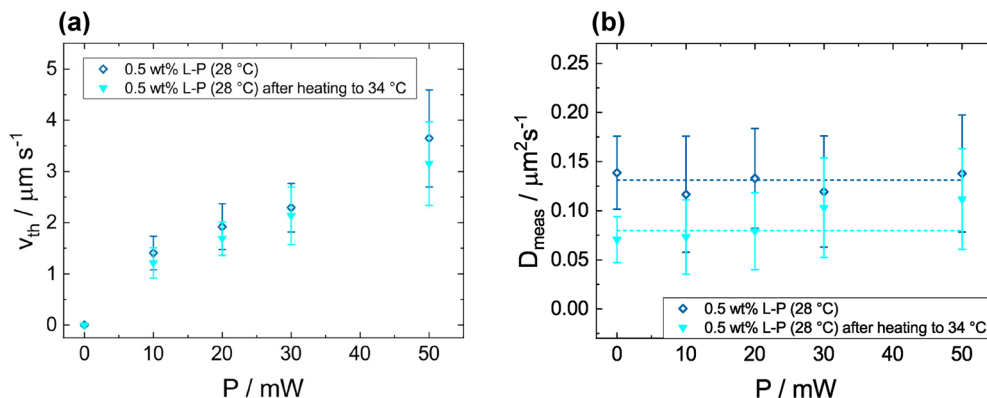 (a)
5
4
3
2
1
0
v_th / μm s⁻¹
0.5 wt% L-P (28 °C)
0.5 wt% L-P (28 °C) after heating to 34 °C
0 10 20 30 40 50
P / mW
(b)
0.25
0.20
0.15
0.10
0.05
0.00
D_meas / μm²s⁻¹
0.5 wt% L-P (28 °C)
0.5 wt% L-P (28 °C) after heating to 34 °C
0 10 20 30 40 50
P / mW